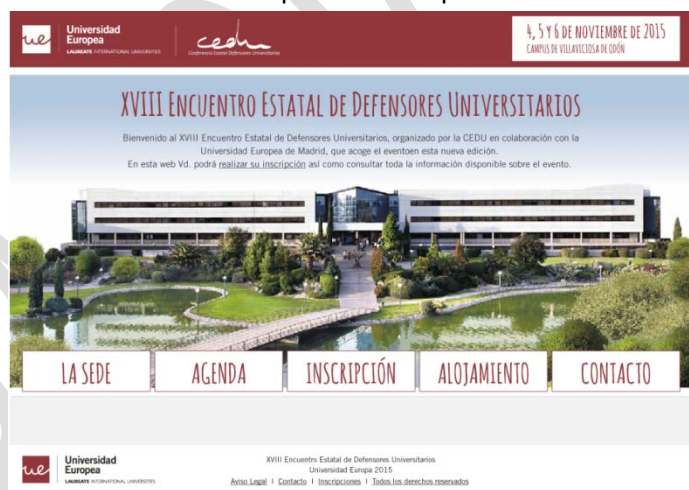 ue
Universidad
Europea
LAUREATE INTERNATIONAL UNIVERSITIES
cedu
Conferencia Estatal Defensores Universitarios
4, 5 Y 6 DE NOVIEMBRE DE 2015
CAMPUS DE VILLAVICIOSA DE ODÓN
XVIII ENCUENTRO ESTATAL DE DEFENSORES UNIVERSITARIOS
Bienvenido al XVIII Encuentro Estatal de Defensores Universitarios, organizado por la CEDU en colaboración con la
Universidad Europea de Madrid, que acoge el eventoen esta nueva edición.
En esta web Vd. podrá realizar su inscripción así como consultar toda la información disponible sobre el evento.
LA SEDE
AGENDA
INSCRIPCIÓN
ALOJAMIENTO
CONTACTO
ue
Universidad
Europea
LAUREATE INTERNATIONAL UNIVERSITIES
XVIII Encuentro Estatal de Defensores Universitarios
Universidad Europa 2015
Aviso Legal | Contacto | Inscripciones | Todos los derechos reservados